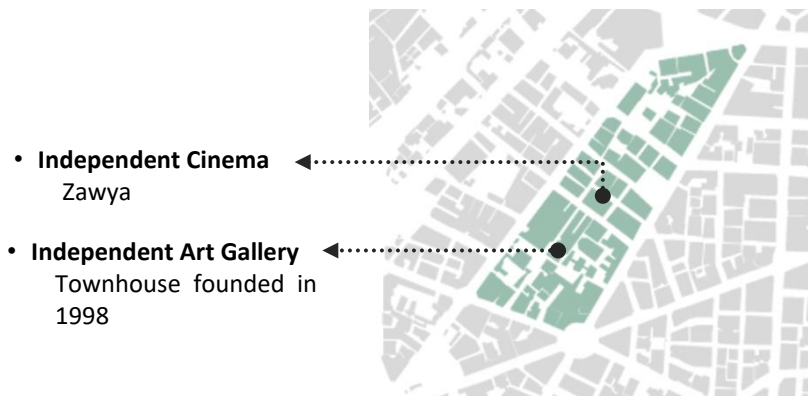 • Independent Cinema
Zawya
• Independent Art Gallery
Townhouse founded in
1998